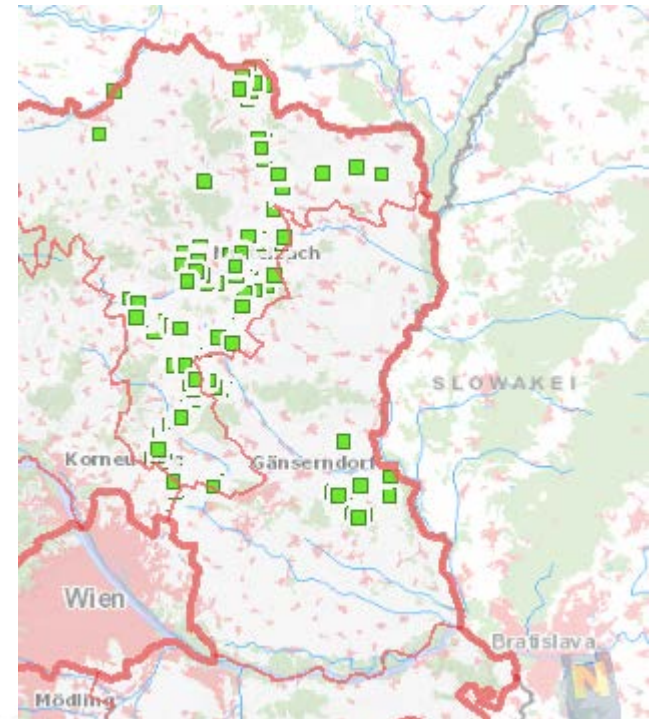 SLOWAKEI
Gänserndorf
Wien
Bratislava
Mödling
N